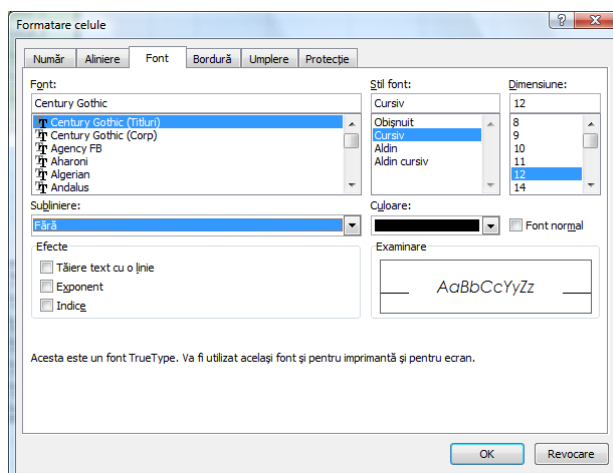 Formatare celule
Număr Aliniere Font Bordură Umplere Protecție
Font: Stil font: Dimensiune:
Century Gothic Cursiv 12
Century Gothic (Titluri) Obișnuit 8
Century Gothic (Corp) Cursiv 9
Agency FB Aldin 10
Aharoni Aldin cursiv 11
Algerian 12
Andalus 14
Subliniere: Culoare:
Fără Font normal
Efecte Examinare
Tăiere text cu o linie
Exponent AaBbCcYyZz
Indice
Acesta este un font TrueType. Va fi utilizat același font și pentru imprimantă și pentru ecran.
OK Revocare